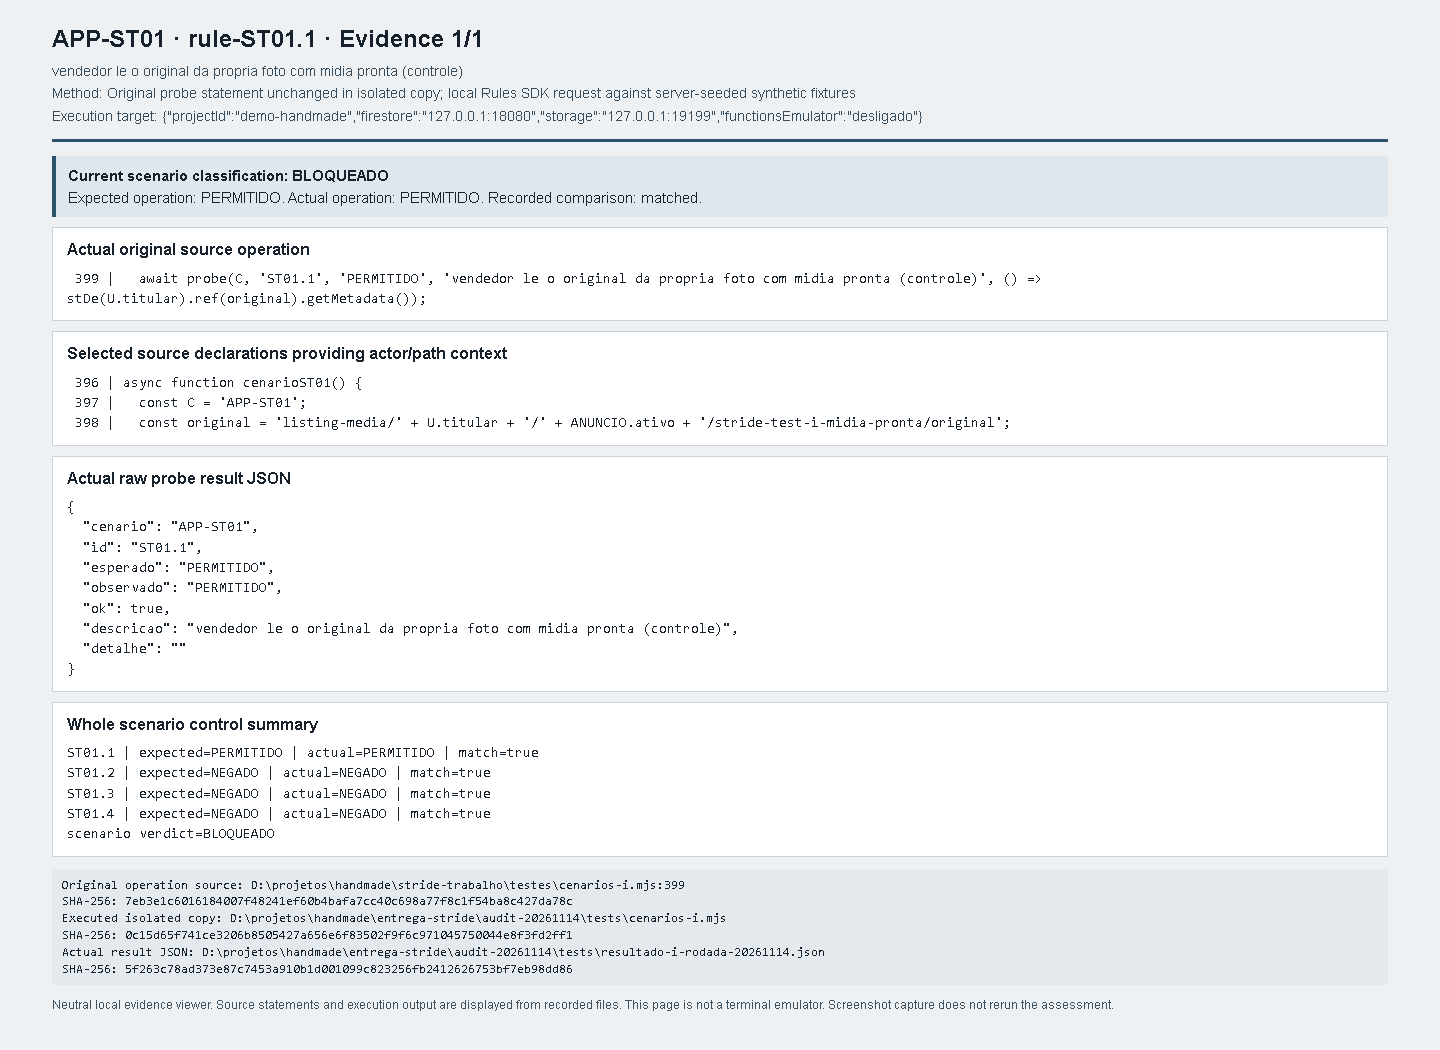 APP-ST01 · rule-ST01.1 · Evidence 1/1
vendedor le o original da propria foto com midia pronta (controle)
Method: Original probe statement unchanged in isolated copy; local Rules SDK request against server-seeded synthetic fixtures
Execution target: {"projectId":"demo-handmade","firestore":"127.0.0.1:18080","storage":"127.0.0.1:19199","functionsEmulator":"desligado"}
Current scenario classification: BLOQUEADO
Expected operation: PERMITIDO. Actual operation: PERMITIDO. Recorded comparison: matched.
Actual original source operation
399 |   await probe(C, 'ST01.1', 'PERMITIDO', 'vendedor le o original da propria foto com midia pronta (controle)', () =>
stDe(U.titular).ref(original).getMetadata());
Selected source declarations providing actor/path context
396 | async function cenarioST01() {
397 |   const C = 'APP-ST01';
398 |   const original = 'listing-media/' + U.titular + '/' + ANUNCIO.ativo + '/stride-test-i-midia-pronta/original';
Actual raw probe result JSON
{
  "cenario": "APP-ST01",
  "id": "ST01.1",
  "esperado": "PERMITIDO",
  "observado": "PERMITIDO",
  "ok": true,
  "descricao": "vendedor le o original da propria foto com midia pronta (controle)",
  "detalhe": ""
}
Whole scenario control summary
ST01.1 | expected=PERMITIDO | actual=PERMITIDO | match=true
ST01.2 | expected=NEGADO | actual=NEGADO | match=true
ST01.3 | expected=NEGADO | actual=NEGADO | match=true
ST01.4 | expected=NEGADO | actual=NEGADO | match=true
scenario verdict=BLOQUEADO
Original operation source: D:\projetos\handmade\stride-trabalho\testes\cenarios-i.mjs:399
SHA-256: 7eb3e1c6016184007f48241ef60b4bafa7cc40c698a77f8c1f54ba8c427da78c
Executed isolated copy: D:\projetos\handmade\entrega-stride\audit-20261114\tests\cenarios-i.mjs
SHA-256: 0c15d65f741ce3206b8505427a656e6f83502f9f6c971045750044e8f3fd2ff1
Actual result JSON: D:\projetos\handmade\entrega-stride\audit-20261114\tests\resultado-i-rodada-20261114.json
SHA-256: 5f263c78ad373e87c7453a910b1d001099c823256fb2412626753bf7eb98dd86
Neutral local evidence viewer. Source statements and execution output are displayed from recorded files. This page is not a terminal emulator. Screenshot capture does not rerun the assessment.